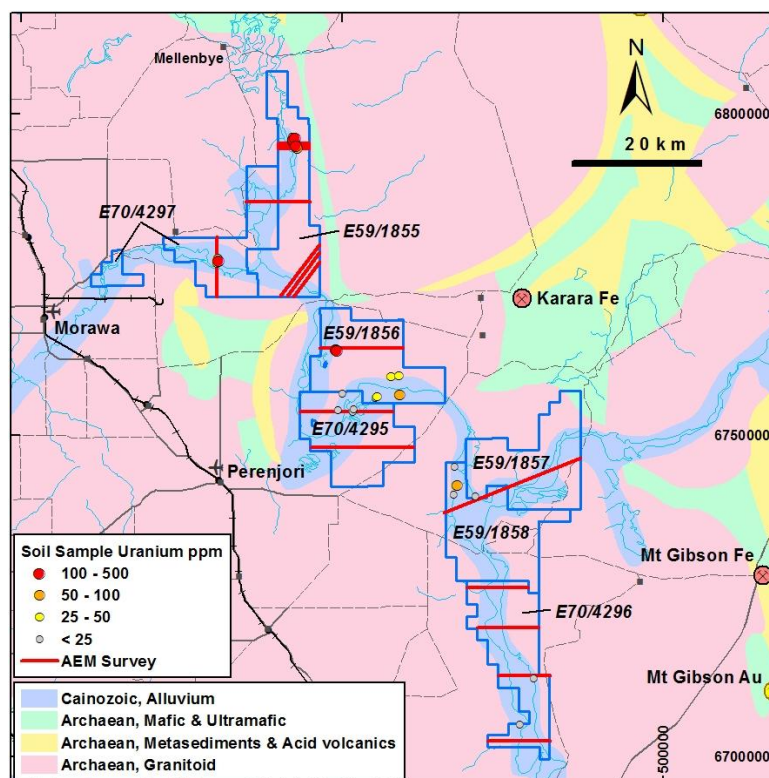 Mellenbye
N
6800000
20 km
E70/4297
E59/1855
Karara Fe
Morawa
E59/1856
E70/4295
6750000
E59/1857
Perenjori
E59/1858
Mt Gibson Fe
Soil Sample Uranium ppm
100 - 500
50 - 100
25 - 50
< 25
AEM Survey
E70/4296
Mt Gibson Au
Cainozoic, Alluvium
Archaean, Mafic & Ultramafic
Archaean, Metasediments & Acid volcanics
Archaean, Granitoid
500000
6700000